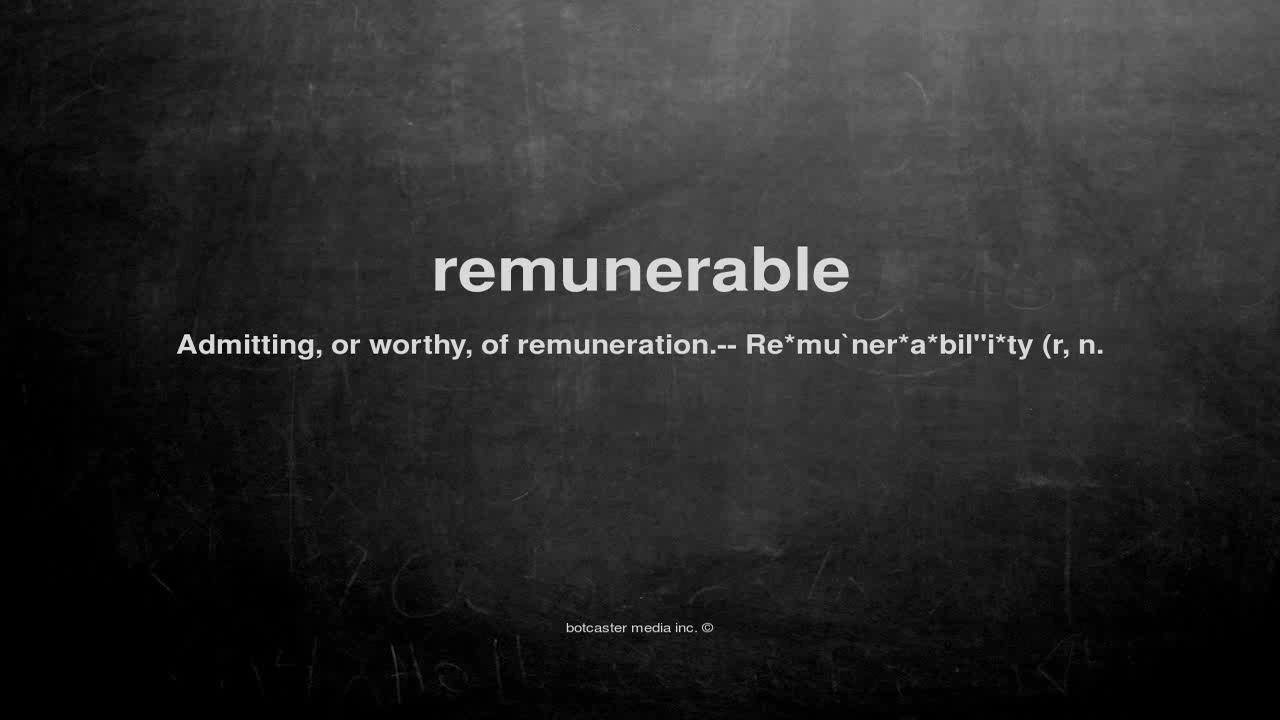 remunerable
Admitting, or worthy, of remuneration.-- Re*mu`ner*a*bil"i*ty (r, n.
botcaster media inc. ©